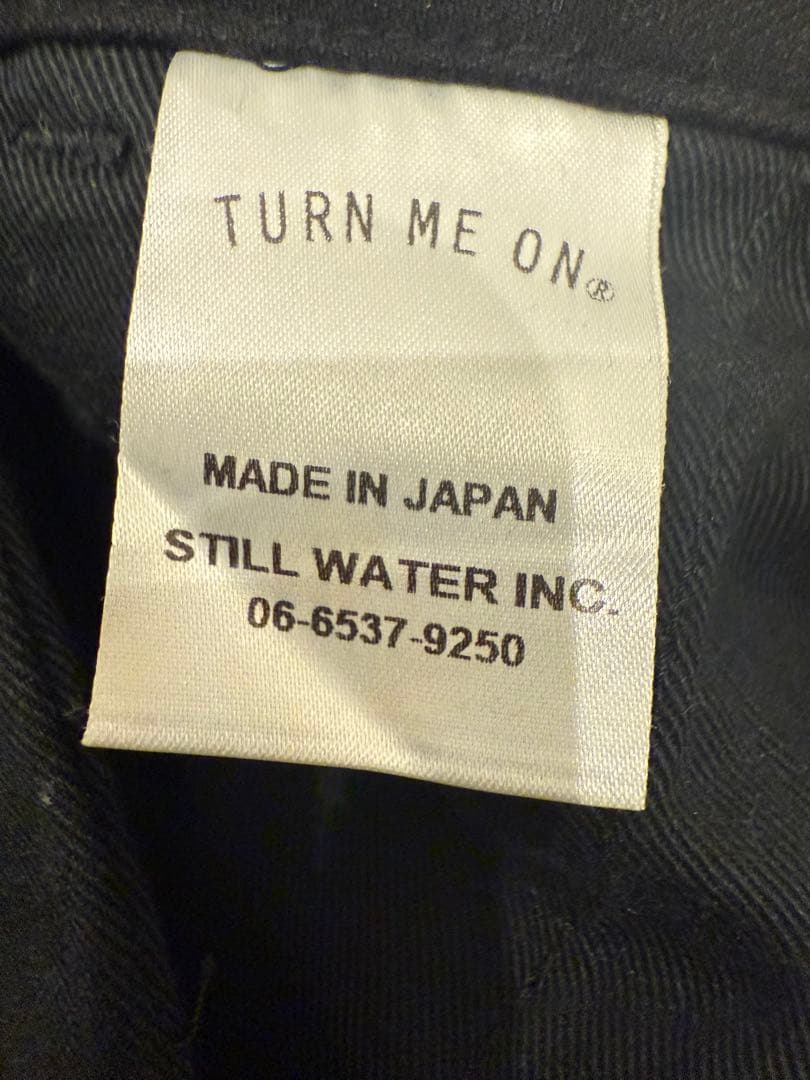 TURN ME ON®
MADE IN JAPAN
STILL WATER INC.
06-6537-9250